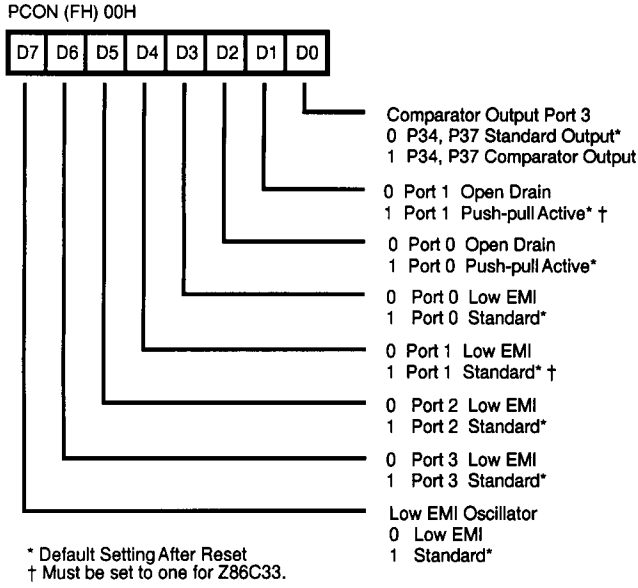 PCON (FH) 00H
D7 D6 D5 D4 D3 D2 D1 D0
Comparator Output Port 3
0 P34, P37 Standard Output*
1 P34, P37 Comparator Output
0 Port 1 Open Drain
1 Port 1 Push-pull Active* †
0 Port 0 Open Drain
1 Port 0 Push-pull Active*
0 Port 0 Low EMI
1 Port 0 Standard*
0 Port 1 Low EMI
1 Port 1 Standard* †
0 Port 2 Low EMI
1 Port 2 Standard*
0 Port 3 Low EMI
1 Port 3 Standard*
Low EMI Oscillator
0 Low EMI
1 Standard*
* Default Setting After Reset
† Must be set to one for Z86C33.